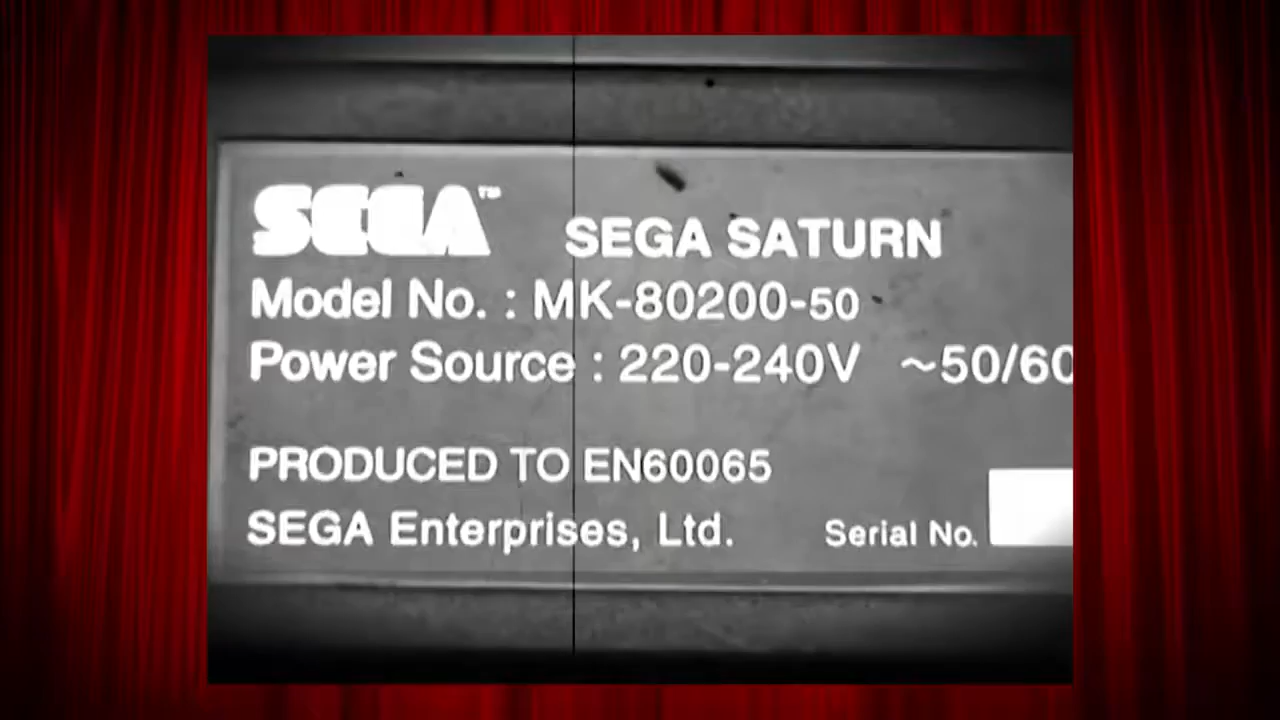 SEGA™ SEGA SATURN
Model No. : MK-80200-50
Power Source : 220-240V ~50/60
PRODUCED TO EN60065
SEGA Enterprises, Ltd. Serial No.